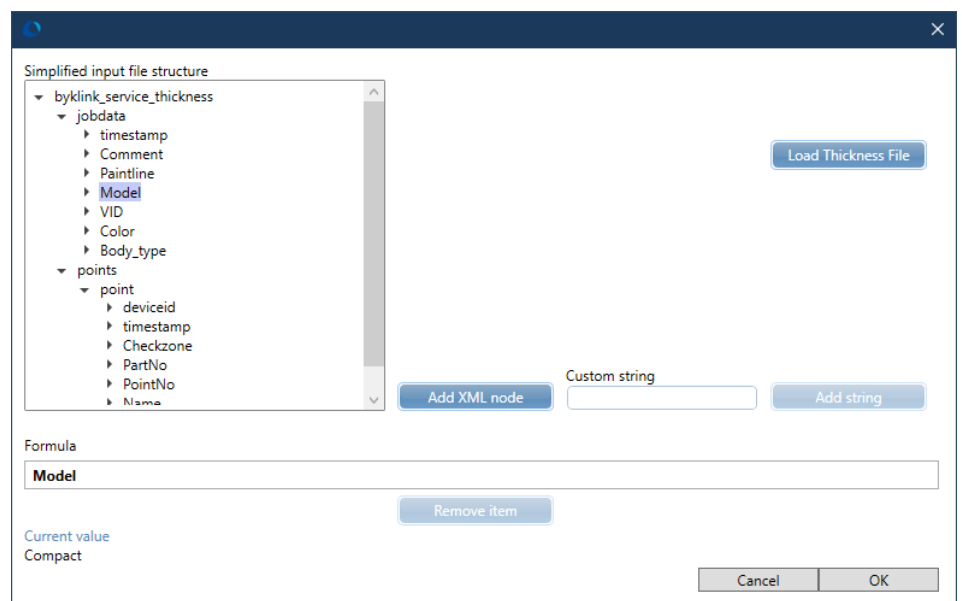 Simplified input file structure
byklink_service_thickness
jobdata
timestamp
Comment
Paintline
Model
VID
Color
Body_type
points
point
deviceid
timestamp
Checkzone
PartNo
PointNo
Name
Load Thickness File
Custom string
Add XML node
Add string
Formula
Model
Remove item
Current value
Compact
Cancel
OK